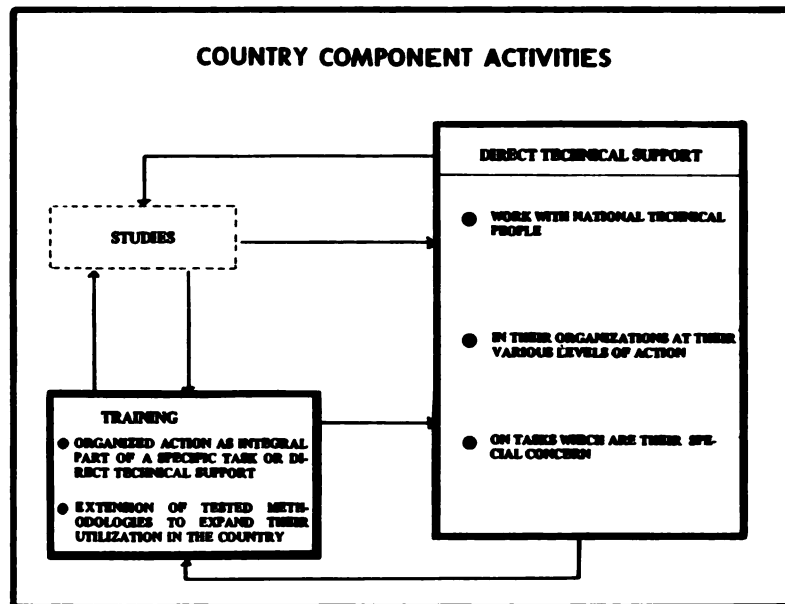 COUNTRY COMPONENT ACTIVITIES
DIRECT TECHNICAL SUPPORT
● WORK WITH NATIONAL TECHNICAL
PEOPLE
● IN THEIR ORGANIZATIONS AT THEIR
VARIOUS LEVELS OF ACTION
● ON TASKS WHICH ARE THEIR SPE-
CIAL CONCERN
STUDIES
TRAINING
● ORGANIZED ACTION AS INTEGRAL
PART OF A SPECIFIC TASK OR DI-
RECT TECHNICAL SUPPORT
● EXTENSION OF TESTED METH-
ODOLOGIES TO EXPAND THEIR
UTILIZATION IN THE COUNTRY